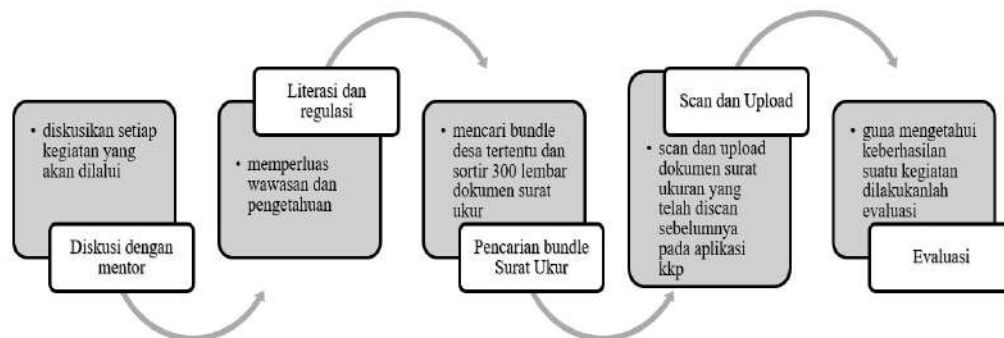 • diskusikan setiap
kegiatan yang
akan dilalui
Diskusi dengan
mentor
Literasi dan
regulasi
• memperluas
wawasan dan
pengetahuan
• mencari bundle
desa tertentu dan
sortir 300 lembar
dokumen surat
ukur
Pencarian bundle
Surat Ukur
Scan dan Upload
• scan dan upload
dokumen surat
ukuran yang
telah discan
sebelumnya
pada aplikasi
kkp
• guna mengetahui
keberhasilan
suatu kegiatan
dilakukanlah
evaluasi
Evaluasi